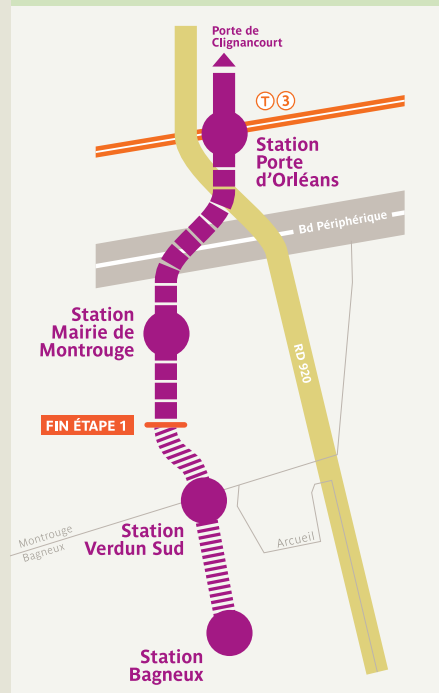 Porte de
Clignancourt
T 3
Station
Porte
d'Orléans
Bd Périphérique
Station
Mairie de
Montrouge
RD 920
FIN ÉTAPE 1
Montrouge
Bagneux
Arcueil
Station
Verdun Sud
Station
Bagneux